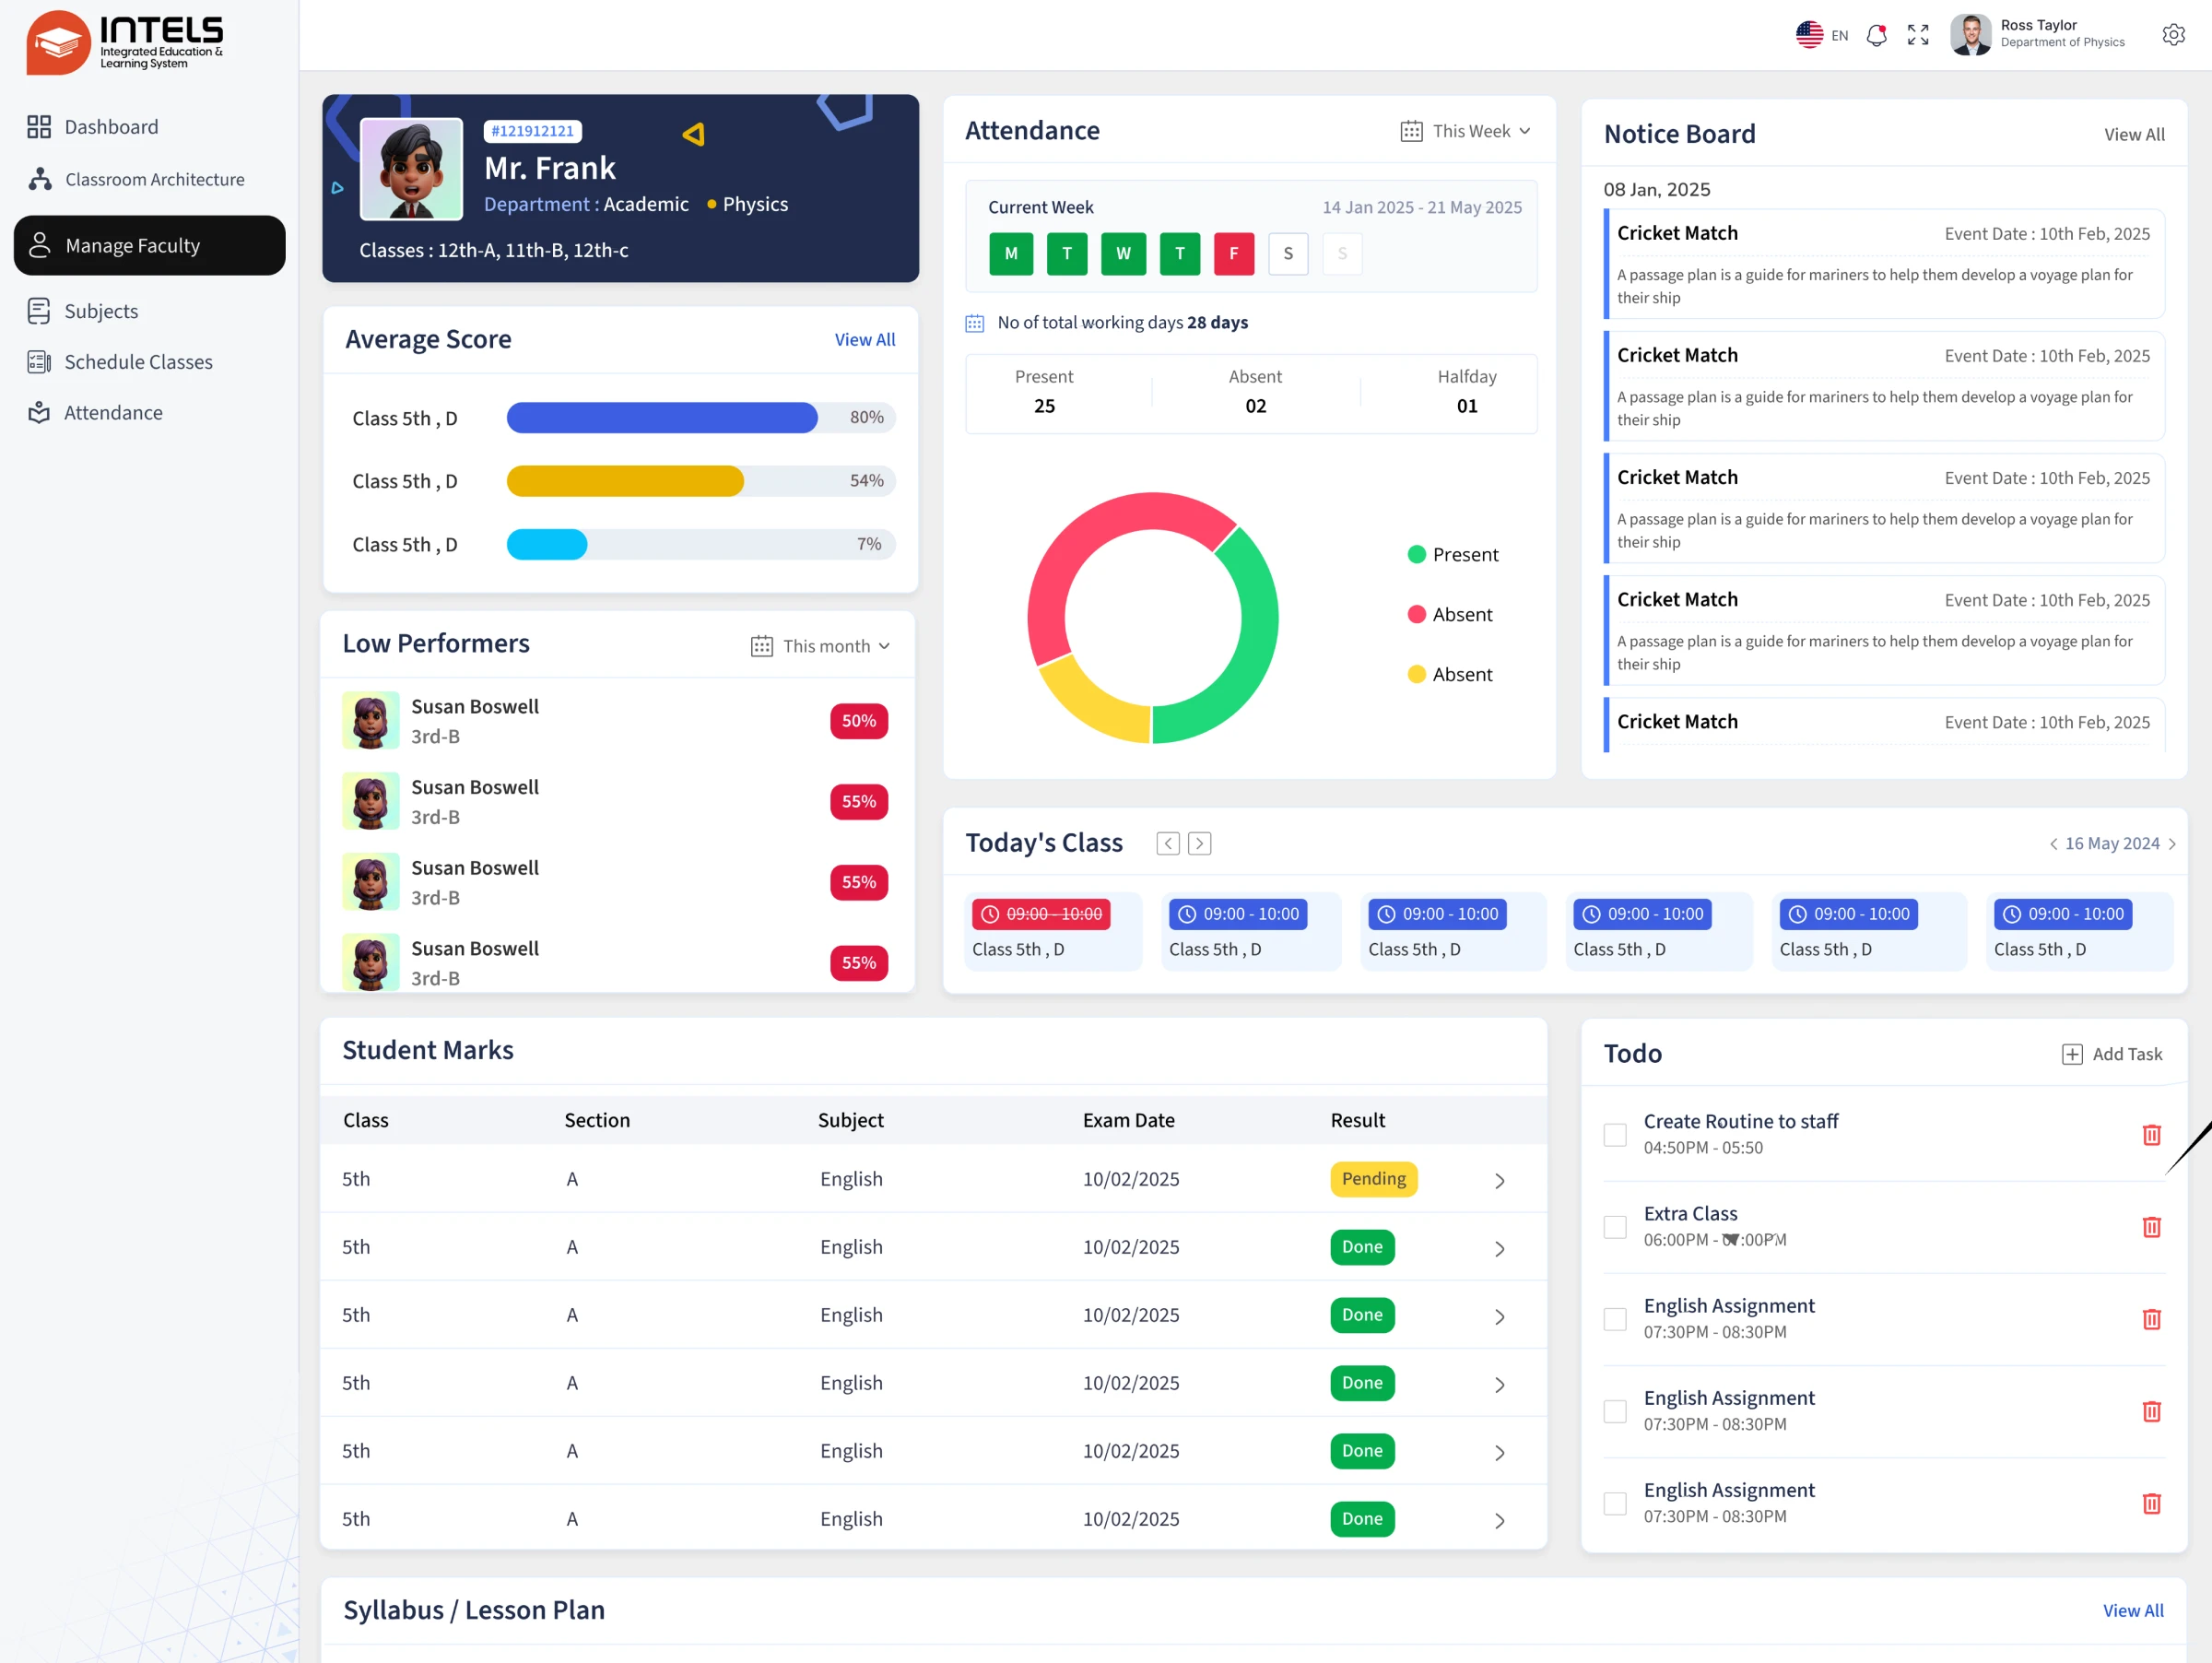 INTELS
Integrated Education &
Learning System
EN
Ross Taylor
Department of Physics
Dashboard
Classroom Architecture
Manage Faculty
Subjects
Schedule Classes
Attendance
#121912121
Mr. Frank
Department : Academic • Physics
Classes : 12th-A, 11th-B, 12th-c
Average Score
View All
Class 5th , D 80%
Class 5th , D 54%
Class 5th , D 7%
Low Performers
This month
Susan Boswell
3rd-B
50%
Susan Boswell
3rd-B
55%
Susan Boswell
3rd-B
55%
Susan Boswell
3rd-B
55%
Attendance
This Week
Current Week
14 Jan 2025 - 21 May 2025
M T W T F S S
No of total working days 28 days
Present Absent Halfday
25 02 01
Present
Absent
Absent
Notice Board
View All
08 Jan, 2025
Cricket Match Event Date : 10th Feb, 2025
A passage plan is a guide for mariners to help them develop a voyage plan for
their ship
Cricket Match Event Date : 10th Feb, 2025
A passage plan is a guide for mariners to help them develop a voyage plan for
their ship
Cricket Match Event Date : 10th Feb, 2025
A passage plan is a guide for mariners to help them develop a voyage plan for
their ship
Cricket Match Event Date : 10th Feb, 2025
A passage plan is a guide for mariners to help them develop a voyage plan for
their ship
Cricket Match Event Date : 10th Feb, 2025
Today's Class
16 May 2024
09:00 - 10:00 09:00 - 10:00 09:00 - 10:00 09:00 - 10:00 09:00 - 10:00 09:00 - 10:00
Class 5th , D Class 5th , D Class 5th , D Class 5th , D Class 5th , D Class 5th , D
Student Marks
Class Section Subject Exam Date Result
5th A English 10/02/2025 Pending
5th A English 10/02/2025 Done
5th A English 10/02/2025 Done
5th A English 10/02/2025 Done
5th A English 10/02/2025 Done
5th A English 10/02/2025 Done
Todo
Add Task
Create Routine to staff
04:50PM - 05:50
Extra Class
06:00PM -
English Assignment
07:30PM - 08:30PM
English Assignment
07:30PM - 08:30PM
English Assignment
07:30PM - 08:30PM
Syllabus / Lesson Plan
View All